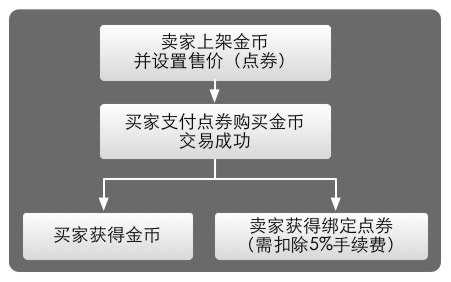 卖家上架金币
并设置售价（点券）
买家支付点券购买金币
交易成功
买家获得金币
卖家获得绑定点券
（需扣除5%手续费）